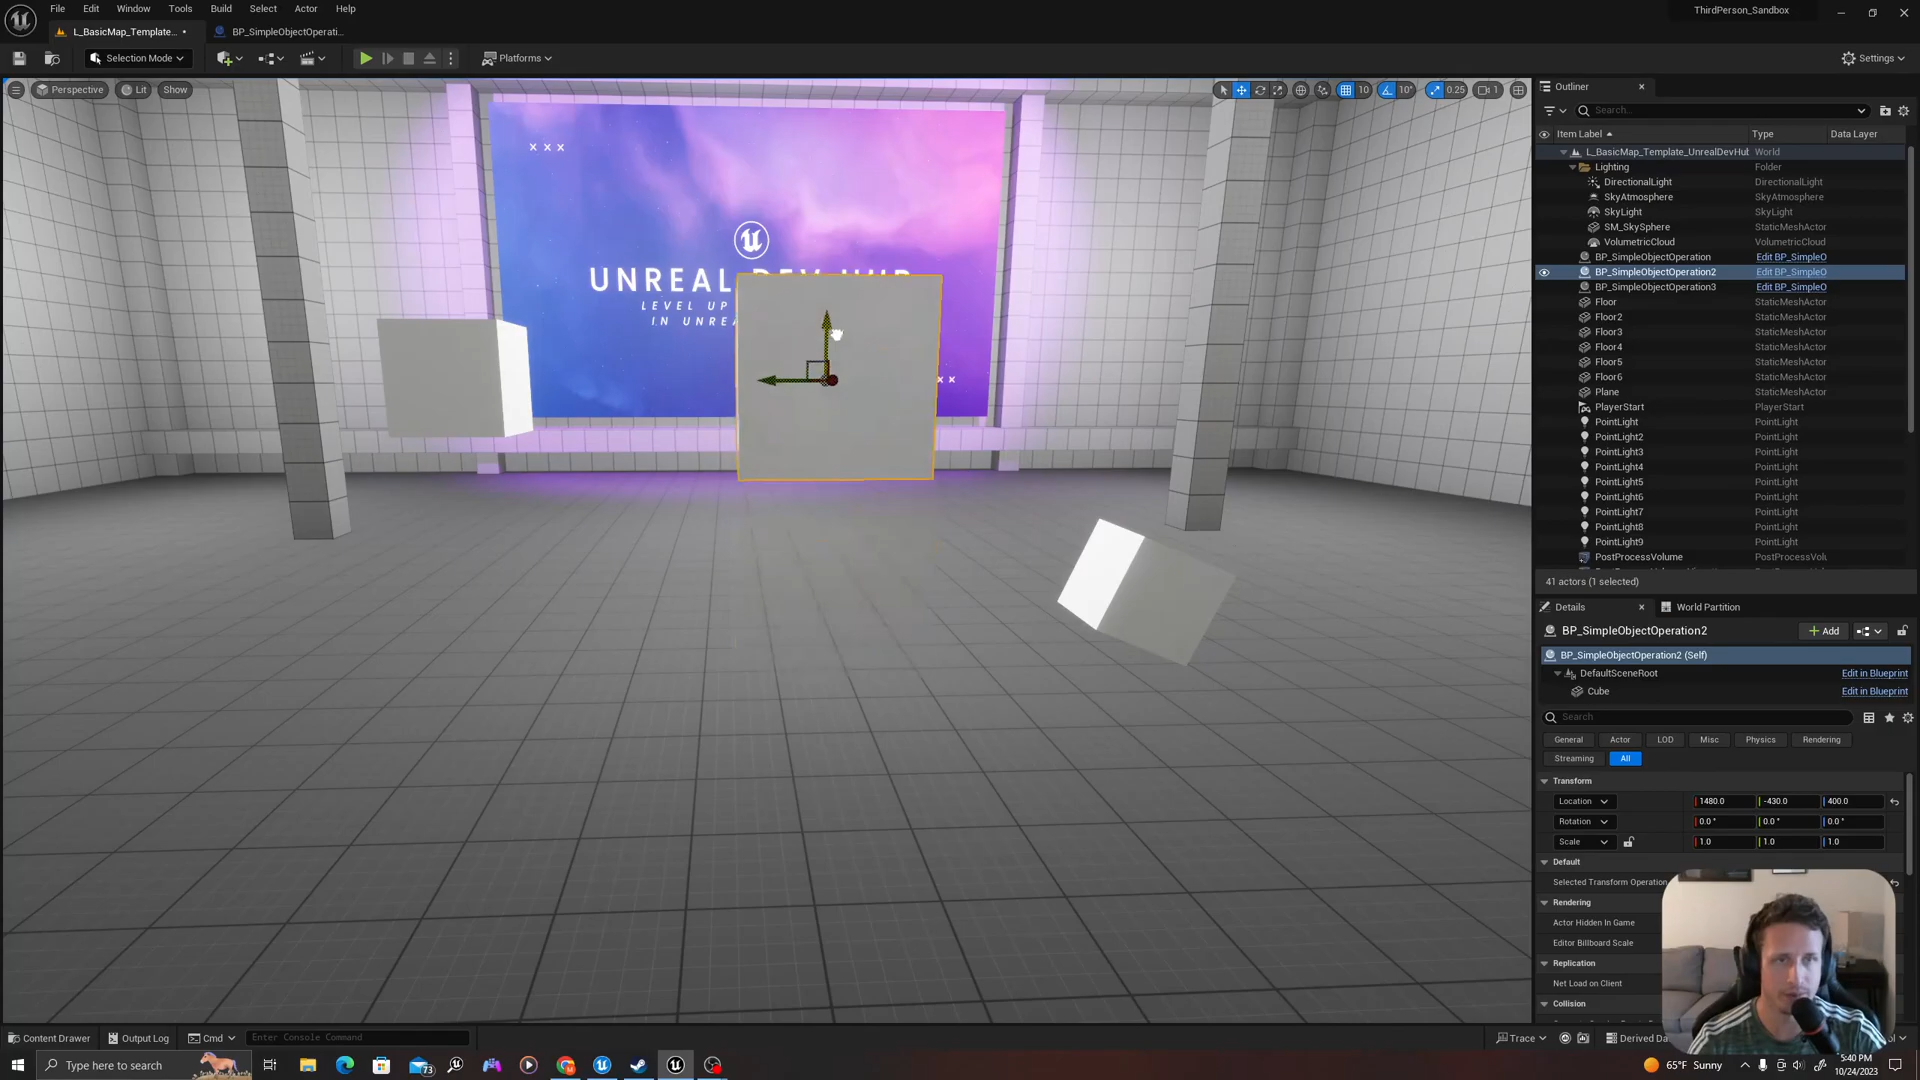 File Edit Window Tools Build Select Actor Help
ThirdPerson_Sandbox
L_BasicMap_Template... •
BP_SimpleObjectOperati...
Selection Mode
Platforms
Settings
Perspective
Lit
Show
10
10°
0.25
1
x x x
UNREAL DEV HUB
LEVEL UP
IN UNREA
x x
Outliner
Search...
Item Label
Type
Data Layer
L_BasicMap_Template_UnrealDevHul World
Lighting Folder
DirectionalLight DirectionalLight
SkyAtmosphere SkyAtmosphere
SkyLight SkyLight
SM_SkySphere StaticMeshActor
VolumetricCloud VolumetricCloud
BP_SimpleObjectOperation Edit BP_SimpleO
BP_SimpleObjectOperation2 Edit BP_SimpleO
BP_SimpleObjectOperation3 Edit BP_SimpleO
Floor StaticMeshActor
Floor2 StaticMeshActor
Floor3 StaticMeshActor
Floor4 StaticMeshActor
Floor5 StaticMeshActor
Floor6 StaticMeshActor
Plane StaticMeshActor
PlayerStart PlayerStart
PointLight PointLight
PointLight2 PointLight
PointLight3 PointLight
PointLight4 PointLight
PointLight5 PointLight
PointLight6 PointLight
PointLight7 PointLight
PointLight8 PointLight
PointLight9 PointLight
PostProcessVolume PostProcessVolu
41 actors (1 selected)
Details
World Partition
BP_SimpleObjectOperation2
Add
BP_SimpleObjectOperation2 (Self)
DefaultSceneRoot Edit in Blueprint
Cube Edit in Blueprint
Search
General Actor LOD Misc Physics Rendering
Streaming All
Transform
Location 1480.0 -430.0 400.0
Rotation 0.0 ° 0.0 ° 0.0 °
Scale 1.0 1.0 1.0
Default
Selected Transform Operation
Rendering
Actor Hidden In Game
Editor Billboard Scale
Replication
Net Load on Client
Collision
Content Drawer
Output Log
Cmd
Enter Console Command
Trace
Derived Da
Type here to search
73
65°F Sunny
5:40 PM
10/24/2023